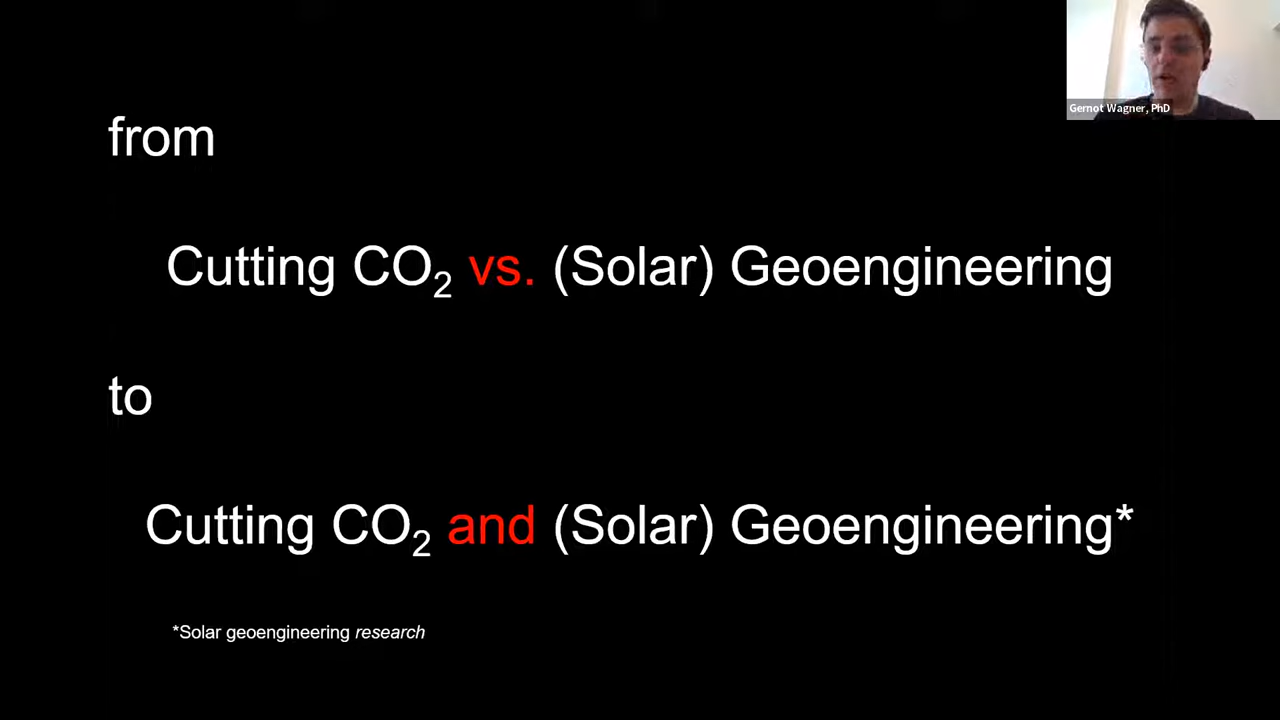 Gernot Wagner, PhD
from
Cutting CO₂ vs. (Solar) Geoengineering
to
Cutting CO₂ and (Solar) Geoengineering*
*Solar geoengineering research